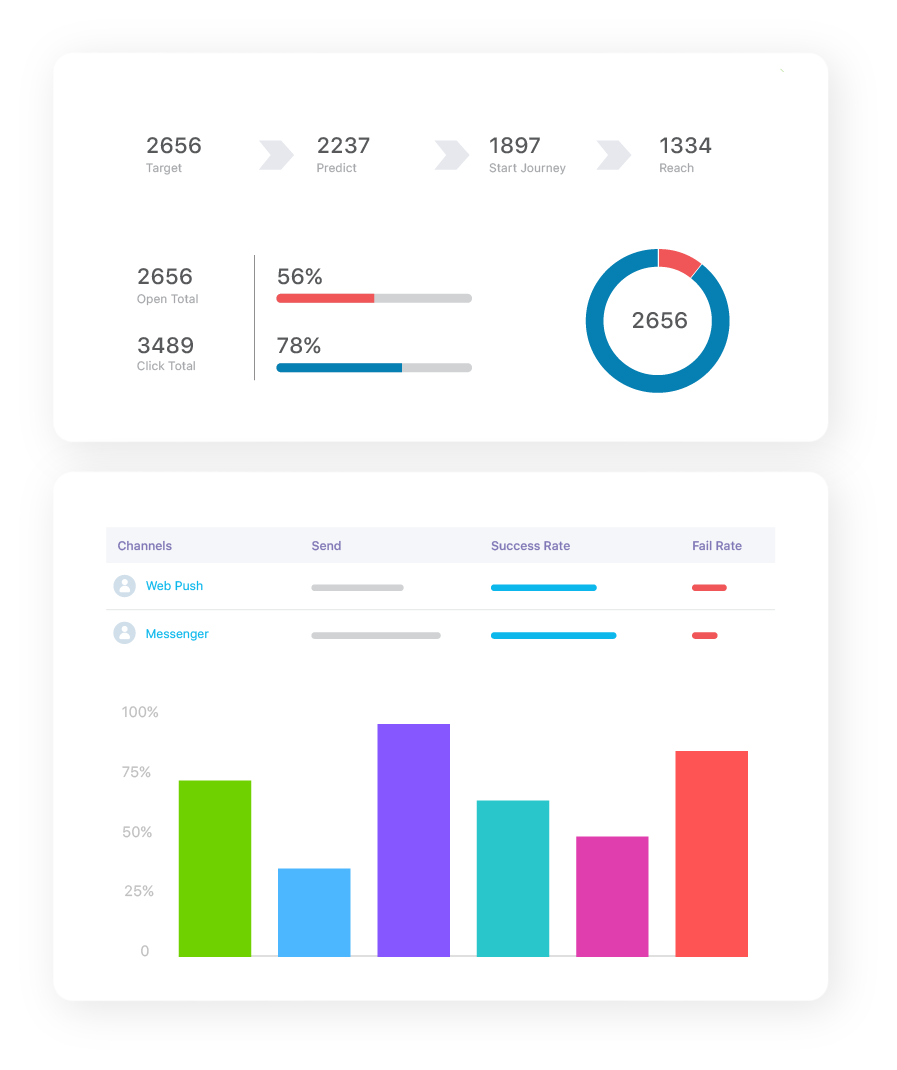 2656 2237 1897 1334
Target Predict Start Journey Reach
2656 56%
Open Total
2656
3489 78%
Click Total
Channels Send Success Rate Fail Rate
Web Push
Messenger
100%
75%
50%
25%
0